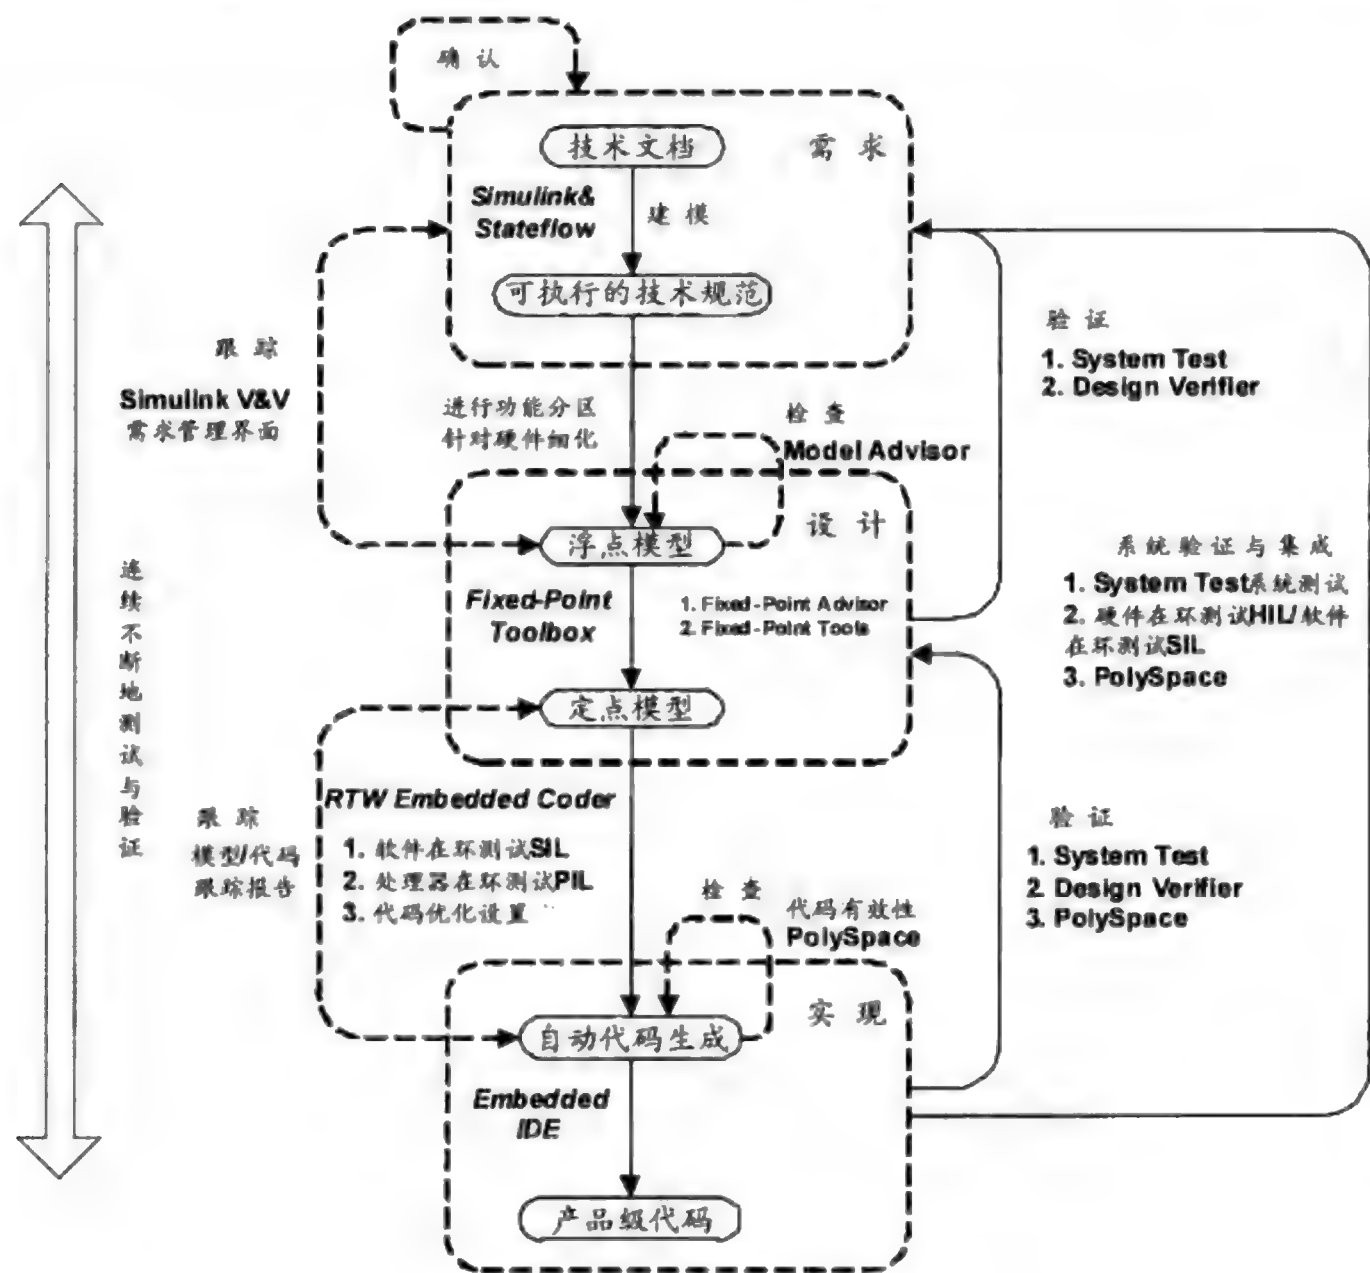 确认
技术文档
需求
Simulink&
Stateflow
建模
可执行的技术规范
跟踪
Simulink V&V
需求管理界面
验证
1. System Test
2. Design Verifier
进行功能分区
针对硬件细化
检查
Model Advisor
设计
浮点模型
Fixed-Point
Toolbox
1. Fixed-Point Advisor
2. Fixed-Point Tools
定点模型
系统验证与集成
1. System Test系统测试
2. 硬件在环测试HIL/软件
在环测试SIL
3. PolySpace
连续不断地测试与验证
跟踪
模型/代码
跟踪报告
RTW Embedded Coder
1. 软件在环测试SIL
2. 处理器在环测试PIL
3. 代码优化设置
检查
代码有效性
PolySpace
验证
1. System Test
2. Design Verifier
3. PolySpace
实现
自动代码生成
Embedded
IDE
产品级代码